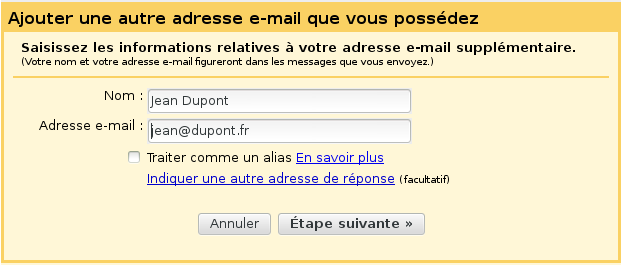 Ajouter une autre adresse e-mail que vous possédez
Saisissez les informations relatives à votre adresse e-mail supplémentaire.
(Votre nom et votre adresse e-mail figureront dans les messages que vous envoyez.)
Nom : Jean Dupont
Adresse e-mail : jean@dupont.fr
Traiter comme un alias En savoir plus
Indiquer une autre adresse de réponse (facultatif)
Annuler Étape suivante »